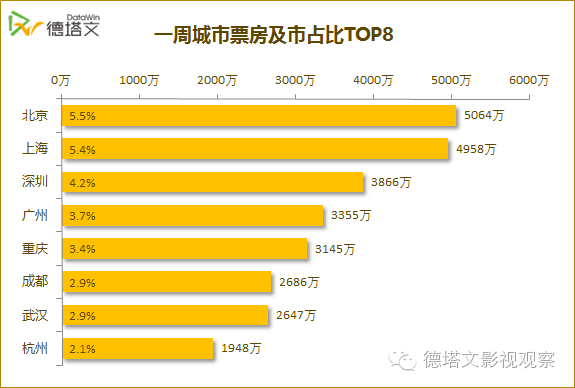 DataWin
德塔文
一周城市票房及市占比TOP8
0万 1000万 2000万 3000万 4000万 5000万 6000万
北京 5.5% 5064万
上海 5.4% 4958万
深圳 4.2% 3866万
广州 3.7% 3355万
重庆 3.4% 3145万
成都 2.9% 2686万
武汉 2.9% 2647万
杭州 2.1% 1948万
德塔文影视观察